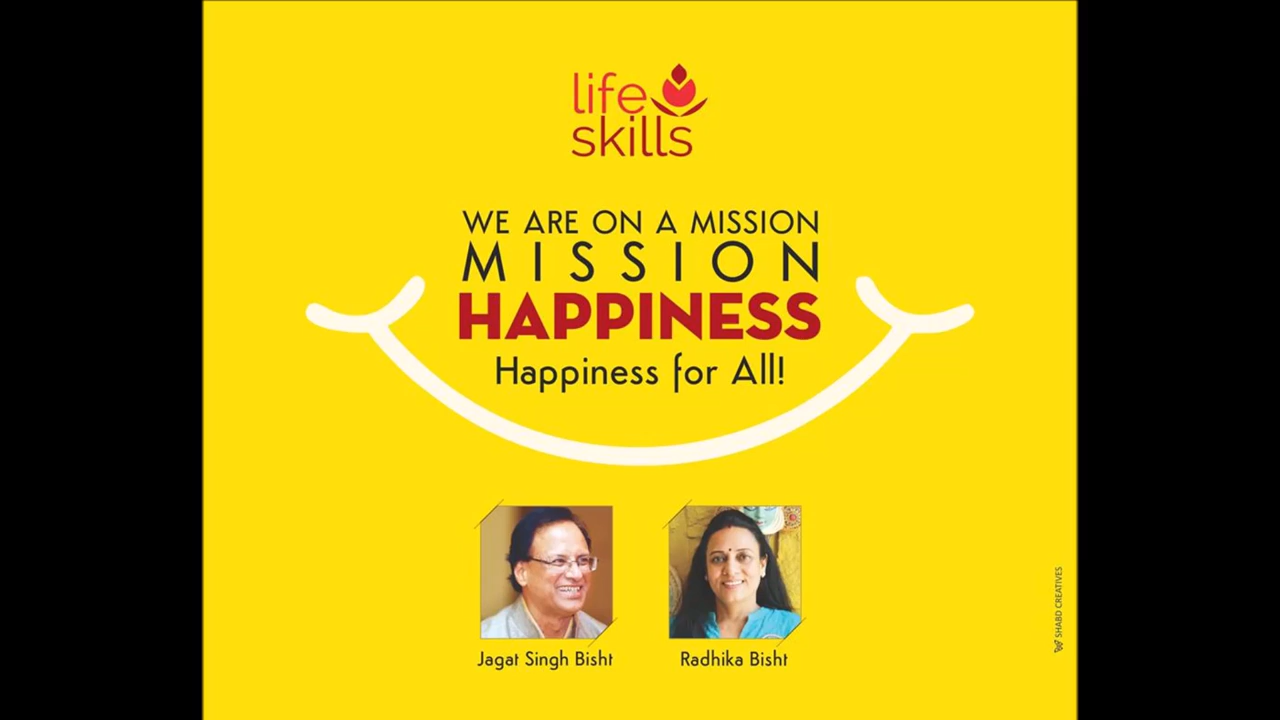 life
skills
WE ARE ON A MISSION
MISSION
HAPPINESS
Happiness for All!
Jagat Singh Bisht
Radhika Bisht
SHABD CREATIVES